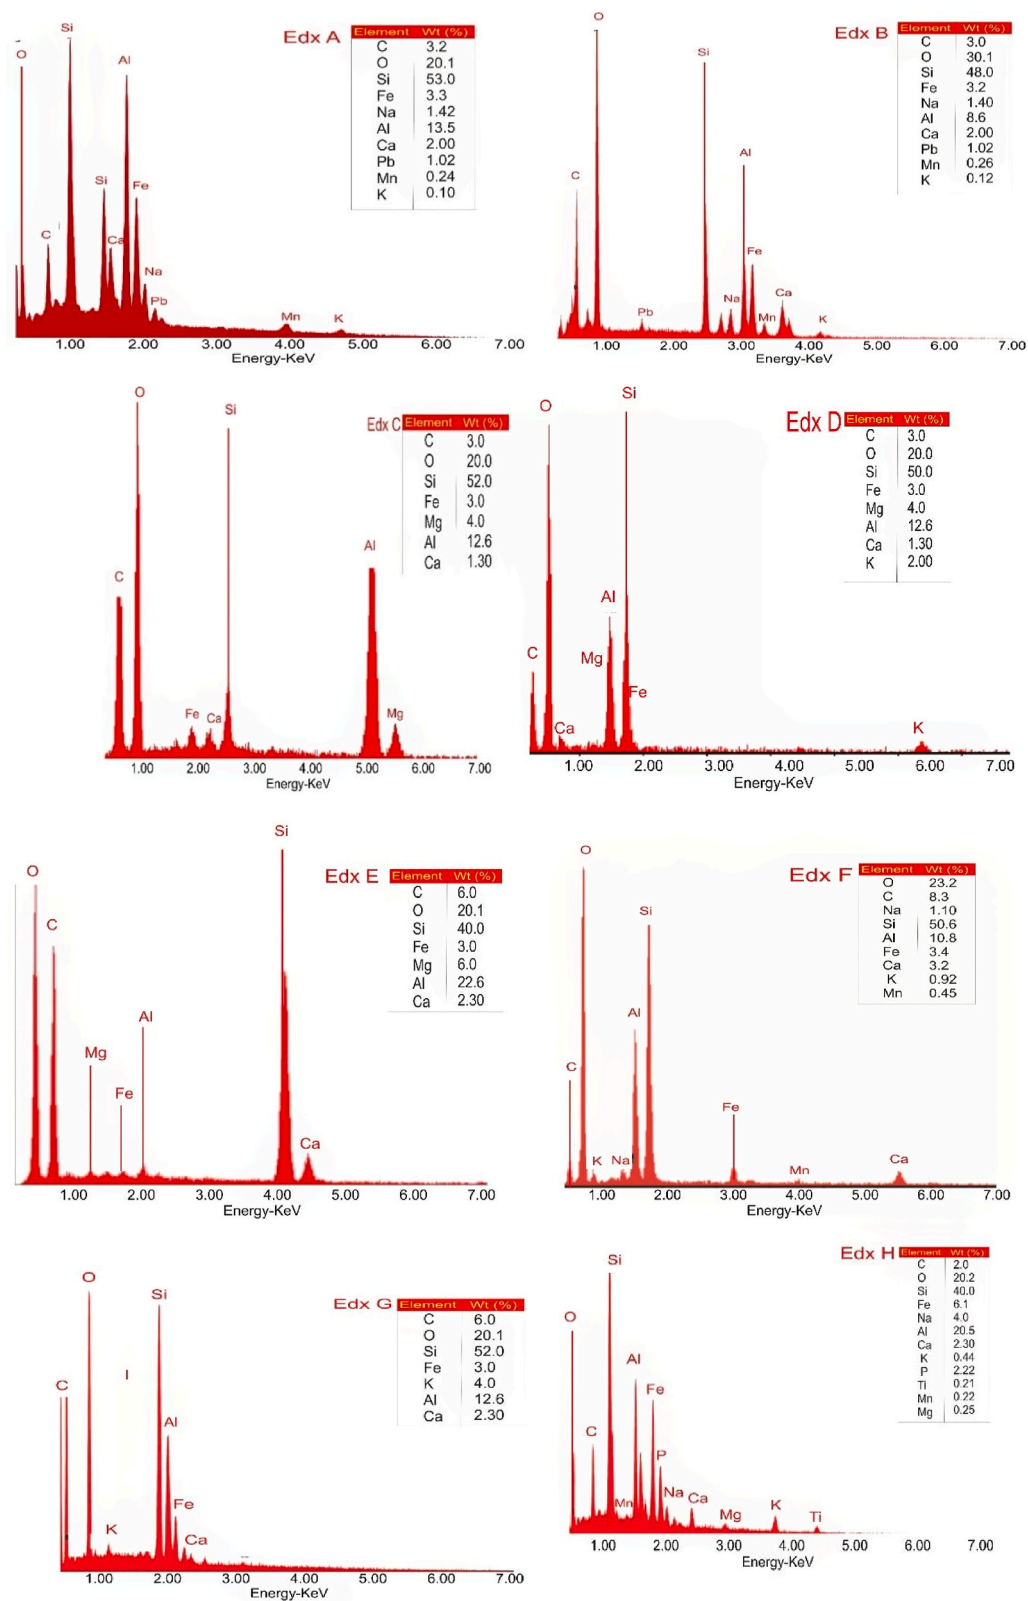 Edx A
Element Wt (%)
C 3.2
O 20.1
Si 53.0
Fe 3.3
Na 1.42
Al 13.5
Ca 2.00
Pb 1.02
Mn 0.24
K 0.10
O
Si
Al
Si
Fe
C
Ca
Na
Pb
Mn
K
1.00 2.00 3.00 4.00 5.00 6.00 7.00
Energy-KeV
Edx B
Element Wt (%)
C 3.0
O 30.1
Si 48.0
Fe 3.2
Na 1.40
Al 8.6
Ca 2.00
Pb 1.02
Mn 0.26
K 0.12
O
Si
Al
C
Fe
Na
Ca
Pb
Mn
K
1.00 2.00 3.00 4.00 5.00 6.00 7.00
Energy-KeV
Edx C
Element Wt (%)
C 3.0
O 20.0
Si 52.0
Fe 3.0
Mg 4.0
Al 12.6
Ca 1.30
O
Si
Al
C
Fe
Ca
Mg
1.00 2.00 3.00 4.00 5.00 6.00 7.00
Energy-KeV
Edx D
Element Wt (%)
C 3.0
O 20.0
Si 50.0
Fe 3.0
Mg 4.0
Al 12.6
Ca 1.30
K 2.00
Si
O
Al
C
Mg
Fe
Ca
K
1.00 2.00 3.00 4.00 5.00 6.00 7.00
Energy-KeV
Edx E
Element Wt (%)
C 6.0
O 20.1
Si 40.0
Fe 3.0
Mg 6.0
Al 22.6
Ca 2.30
Si
O
C
Al
Mg
Fe
Ca
1.00 2.00 3.00 4.00 5.00 6.00 7.00
Energy-KeV
Edx F
Element Wt (%)
O 23.2
C 8.3
Na 1.10
Si 50.6
Al 10.8
Fe 3.4
Ca 3.2
K 0.92
Mn 0.45
O
Si
Al
C
Fe
K
Na
Mn
Ca
1.00 2.00 3.00 4.00 5.00 6.00 7.00
Energy-KeV
Edx G
Element Wt (%)
C 6.0
O 20.1
Si 52.0
Fe 3.0
K 4.0
Al 12.6
Ca 2.30
O
Si
C
I
Al
Fe
K
Ca
1.00 2.00 3.00 4.00 5.00 6.00 7.00
Energy-KeV
Edx H
Element Wt (%)
C 2.0
O 20.2
Si 40.0
Fe 6.1
Na 4.0
Al 20.5
Ca 2.30
K 0.44
P 2.22
Ti 0.21
Mn 0.22
Mg 0.25
Si
O
Al
Fe
C
P
Mn
Na
Ca
Mg
K
Ti
1.00 2.00 3.00 4.00 5.00 6.00 7.00
Energy-KeV